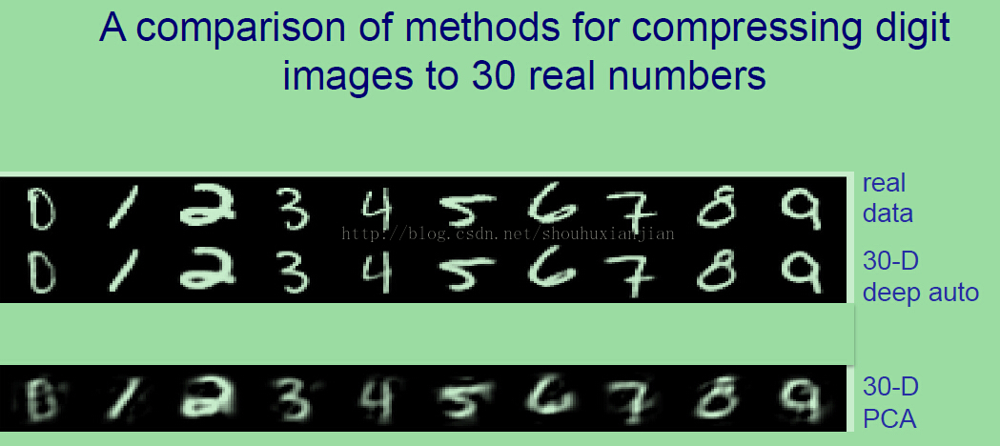 A comparison of methods for compressing digit
images to 30 real numbers
0 1 2 3 4 5 6 7 8 9
real
data
http://blog.csdn.net/shouhuxianjian
0 1 2 3 4 5 6 7 8 9
30-D
deep auto
0 1 2 3 4 5 6 7 8 9
30-D
PCA